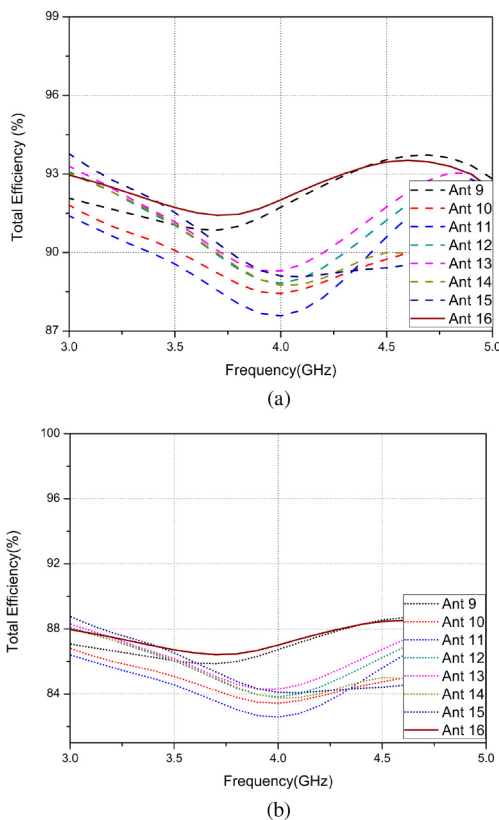 99
96
93
90
87
Total Efficiency (%)
3.0 3.5 4.0 4.5 5.0
Frequency(GHz)
Ant 9
Ant 10
Ant 11
Ant 12
Ant 13
Ant 14
Ant 15
Ant 16
(a)
100
96
92
88
84
Total Efficiency(%)
3.0 3.5 4.0 4.5 5.0
Frequency(GHz)
Ant 9
Ant 10
Ant 11
Ant 12
Ant 13
Ant 14
Ant 15
Ant 16
(b)